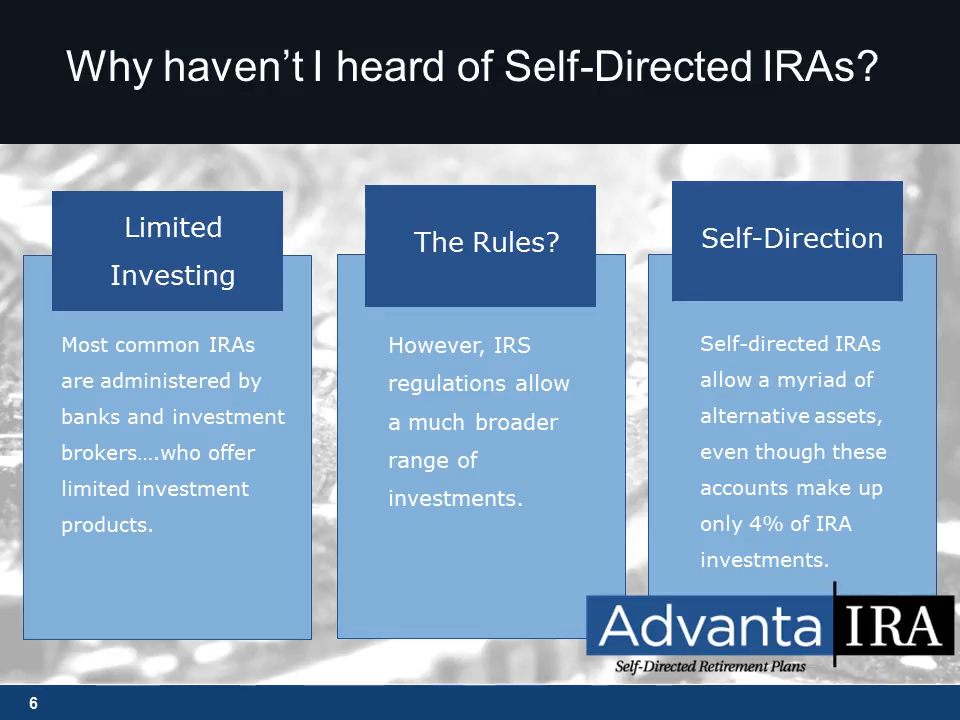 Why haven’t I heard of Self-Directed IRAs?
Limited
Investing
Most common IRAs
are administered by
banks and investment
brokers….who offer
limited investment
products.
The Rules?
However, IRS
regulations allow
a much broader
range of
investments.
Self-Direction
Self-directed IRAs
allow a myriad of
alternative assets,
even though these
accounts make up
only 4% of IRA
investments.
Advanta IRA
Self-Directed Retirement Plans
6